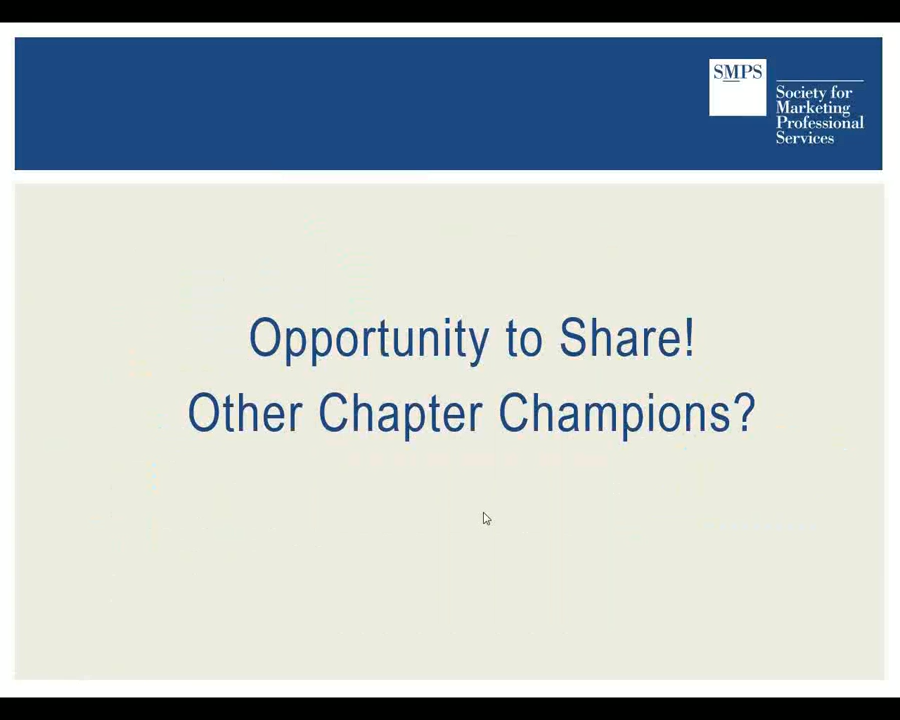 SMPS
Society for
Marketing
Professional
Services
Opportunity to Share!
Other Chapter Champions?